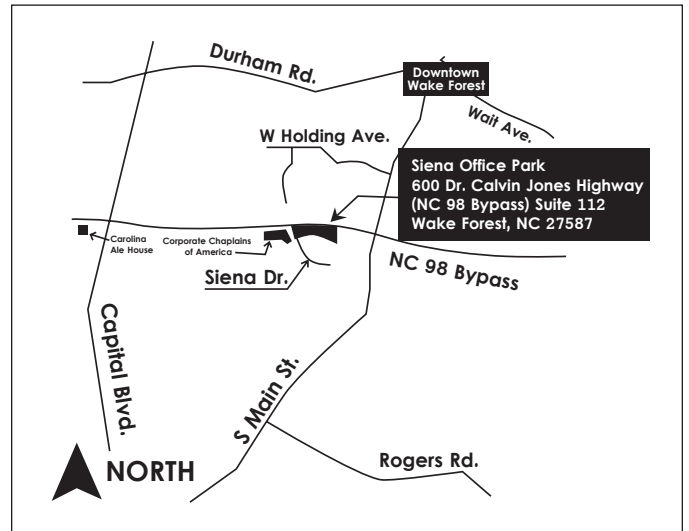 Durham Rd.
Downtown
Wake Forest
Wait Ave.
W Holding Ave.
Siena Office Park
600 Dr. Calvin Jones Highway
(NC 98 Bypass) Suite 112
Wake Forest, NC 27587
Carolina
Ale House
Corporate Chaplains
of America
Siena Dr.
NC 98 Bypass
Capital Blvd.
S Main St.
Rogers Rd.
NORTH